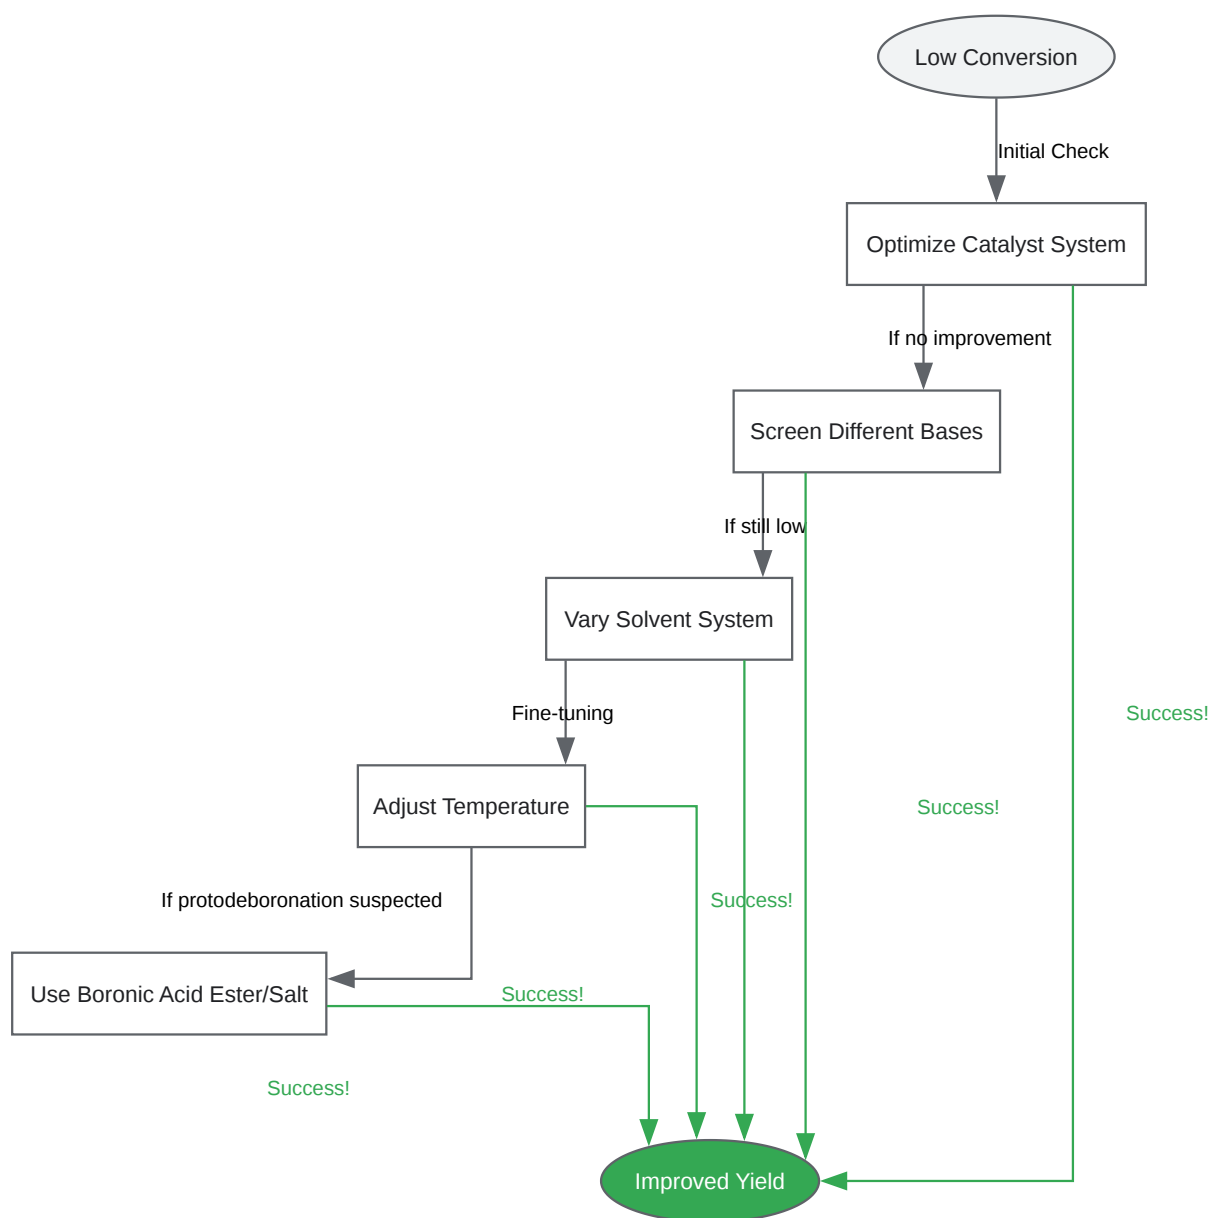 Low Conversion
Initial Check
Optimize Catalyst System
If no improvement
Screen Different Bases
If still low
Vary Solvent System
Fine-tuning
Success!
Adjust Temperature
Success!
If protodeboronation suspected
Success!
Use Boronic Acid Ester/Salt
Success!
Success!
Improved Yield